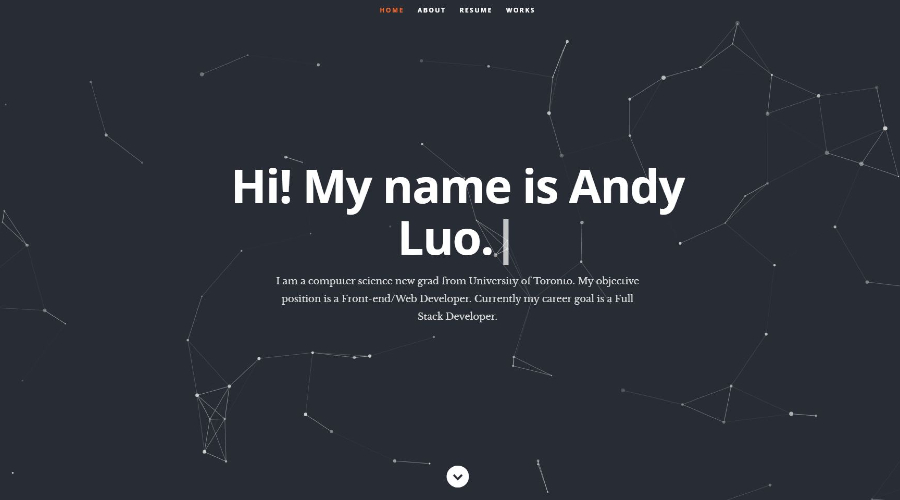 HOME ABOUT RESUME WORKS
Hi! My name is Andy
Luo.
I am a computer science new grad from University of Toronto. My objective
position is a Front-end/Web Developer. Currently my career goal is a Full
Stack Developer.